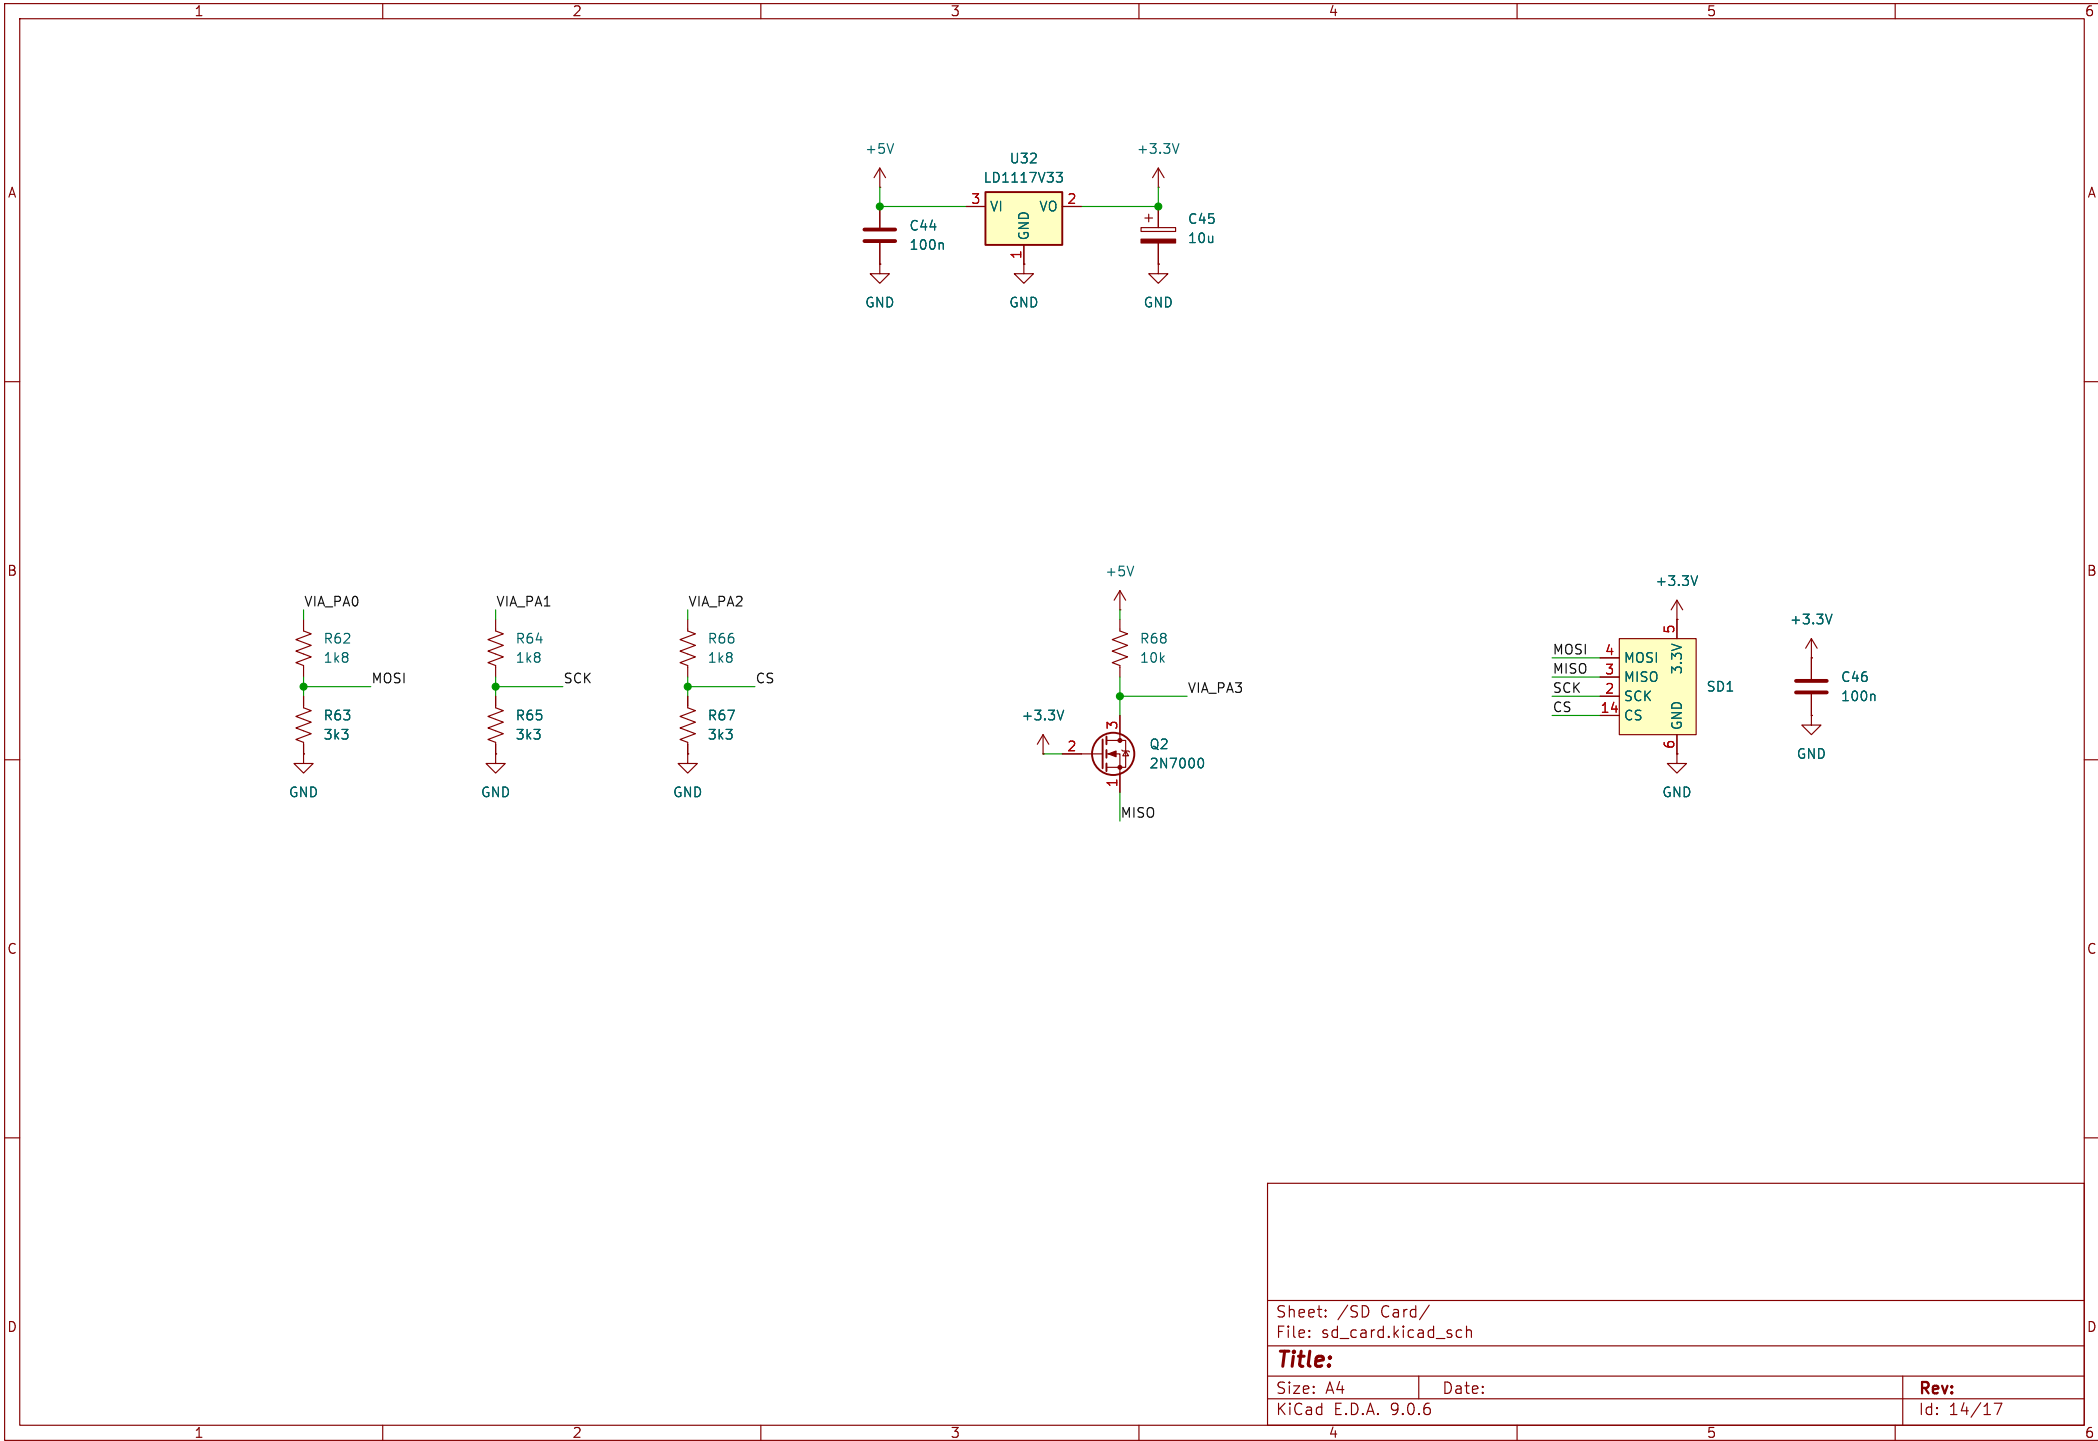 1 2 3 4 5 6
A A
+5V
+3.3V
U32
LD1117V33
3 VI VO 2
GND
1
C44
100n
+
C45
10u
GND
GND
GND
B B
VIA_PA0
R62
1k8
MOSI
R63
3k3
GND
VIA_PA1
R64
1k8
SCK
R65
3k3
GND
VIA_PA2
R66
1k8
CS
R67
3k3
GND
+5V
R68
10k
VIA_PA3
+3.3V
3
2
Q2
2N7000
1
MISO
+3.3V
5
3.3V
MOSI 4 MOSI
MISO 3 MISO
SCK 2 SCK
CS 14 CS
GND
6
SD1
GND
+3.3V
C46
100n
GND
C C
D D
Sheet: /SD Card/
File: sd_card.kicad_sch
Title:
Size: A4 Date: Rev:
KiCad E.D.A. 9.0.6 Id: 14/17
1 2 3 4 5 6